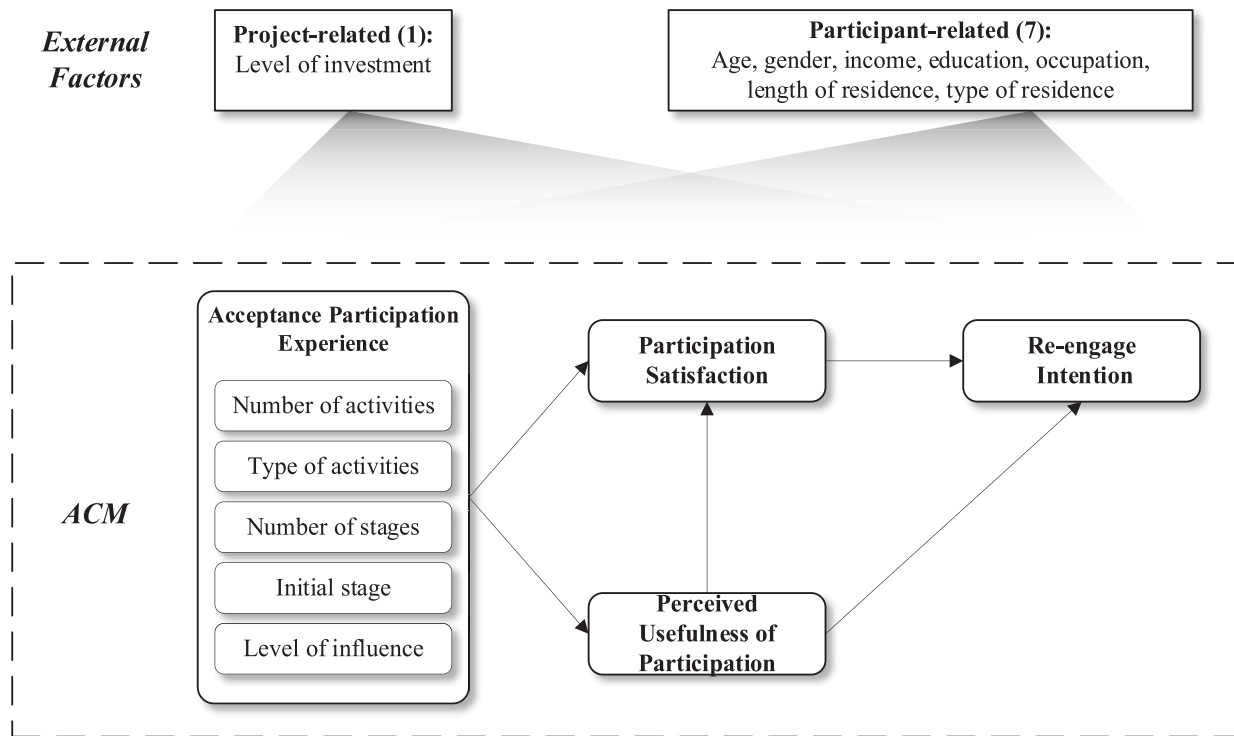 External
Factors
Project-related (1):
Level of investment
Participant-related (7):
Age, gender, income, education, occupation,
length of residence, type of residence
ACM
Acceptance Participation
Experience
Number of activities
Type of activities
Number of stages
Initial stage
Level of influence
Participation
Satisfaction
Perceived
Usefulness of
Participation
Re-engage
Intention